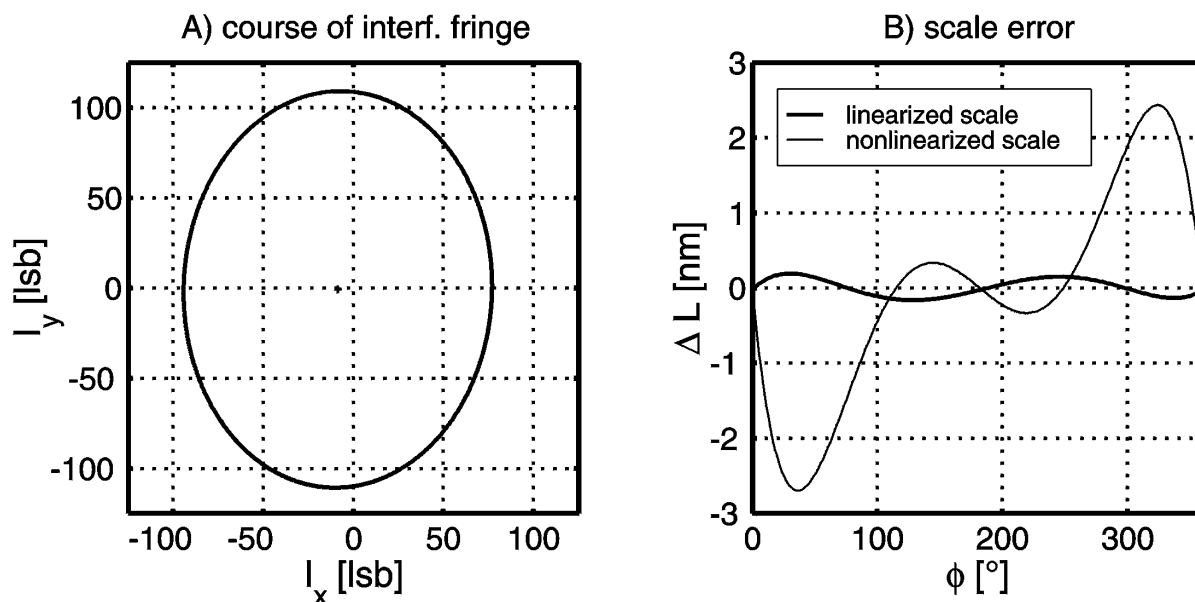 A) course of interf. fringe
100
50
0
-50
-100
I_y [lsb]
-100 -50 0 50 100
I_x [lsb]
B) scale error
3
2
1
0
-1
-2
-3
Δ L [nm]
linearized scale
nonlinearized scale
0 100 200 300
ϕ [°]